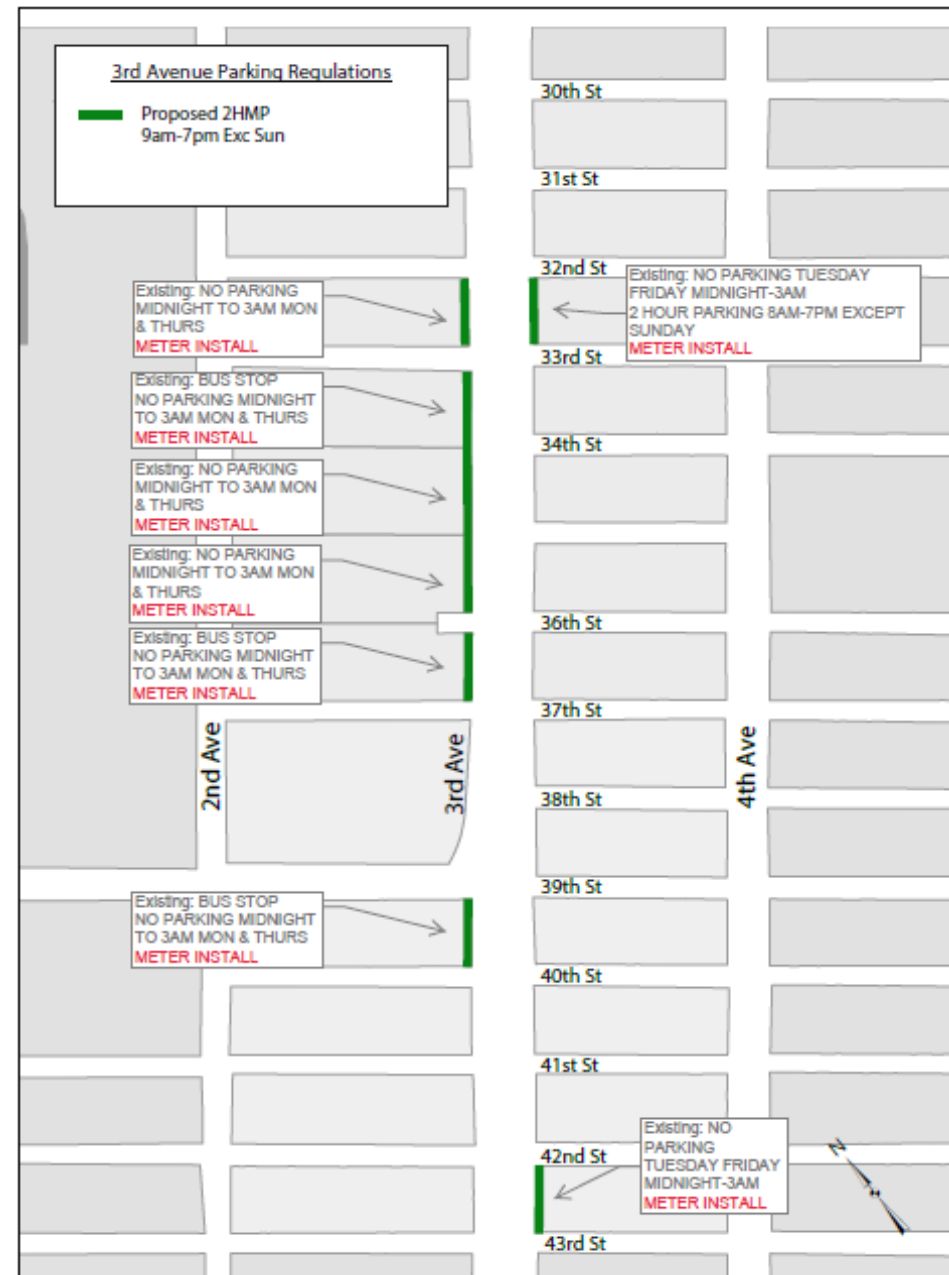 3rd Avenue Parking Regulations
Proposed 2HMP
9am-7pm Exc Sun
30th St
31st St
32nd St
Existing: NO PARKING TUESDAY
FRIDAY MIDNIGHT-3AM
2 HOUR PARKING 8AM-7PM EXCEPT
SUNDAY
METER INSTALL
Existing: NO PARKING
MIDNIGHT TO 3AM MON
& THURS
METER INSTALL
33rd St
Existing: BUS STOP
NO PARKING MIDNIGHT
TO 3AM MON & THURS
METER INSTALL
34th St
Existing: NO PARKING
MIDNIGHT TO 3AM MON
& THURS
METER INSTALL
Existing: NO PARKING
MIDNIGHT TO 3AM MON
& THURS
METER INSTALL
36th St
Existing: BUS STOP
NO PARKING MIDNIGHT
TO 3AM MON & THURS
METER INSTALL
37th St
2nd Ave
3rd Ave
4th Ave
38th St
39th St
Existing: BUS STOP
NO PARKING MIDNIGHT
TO 3AM MON & THURS
METER INSTALL
40th St
41st St
42nd St
Existing: NO
PARKING
TUESDAY FRIDAY
MIDNIGHT-3AM
METER INSTALL
N
43rd St